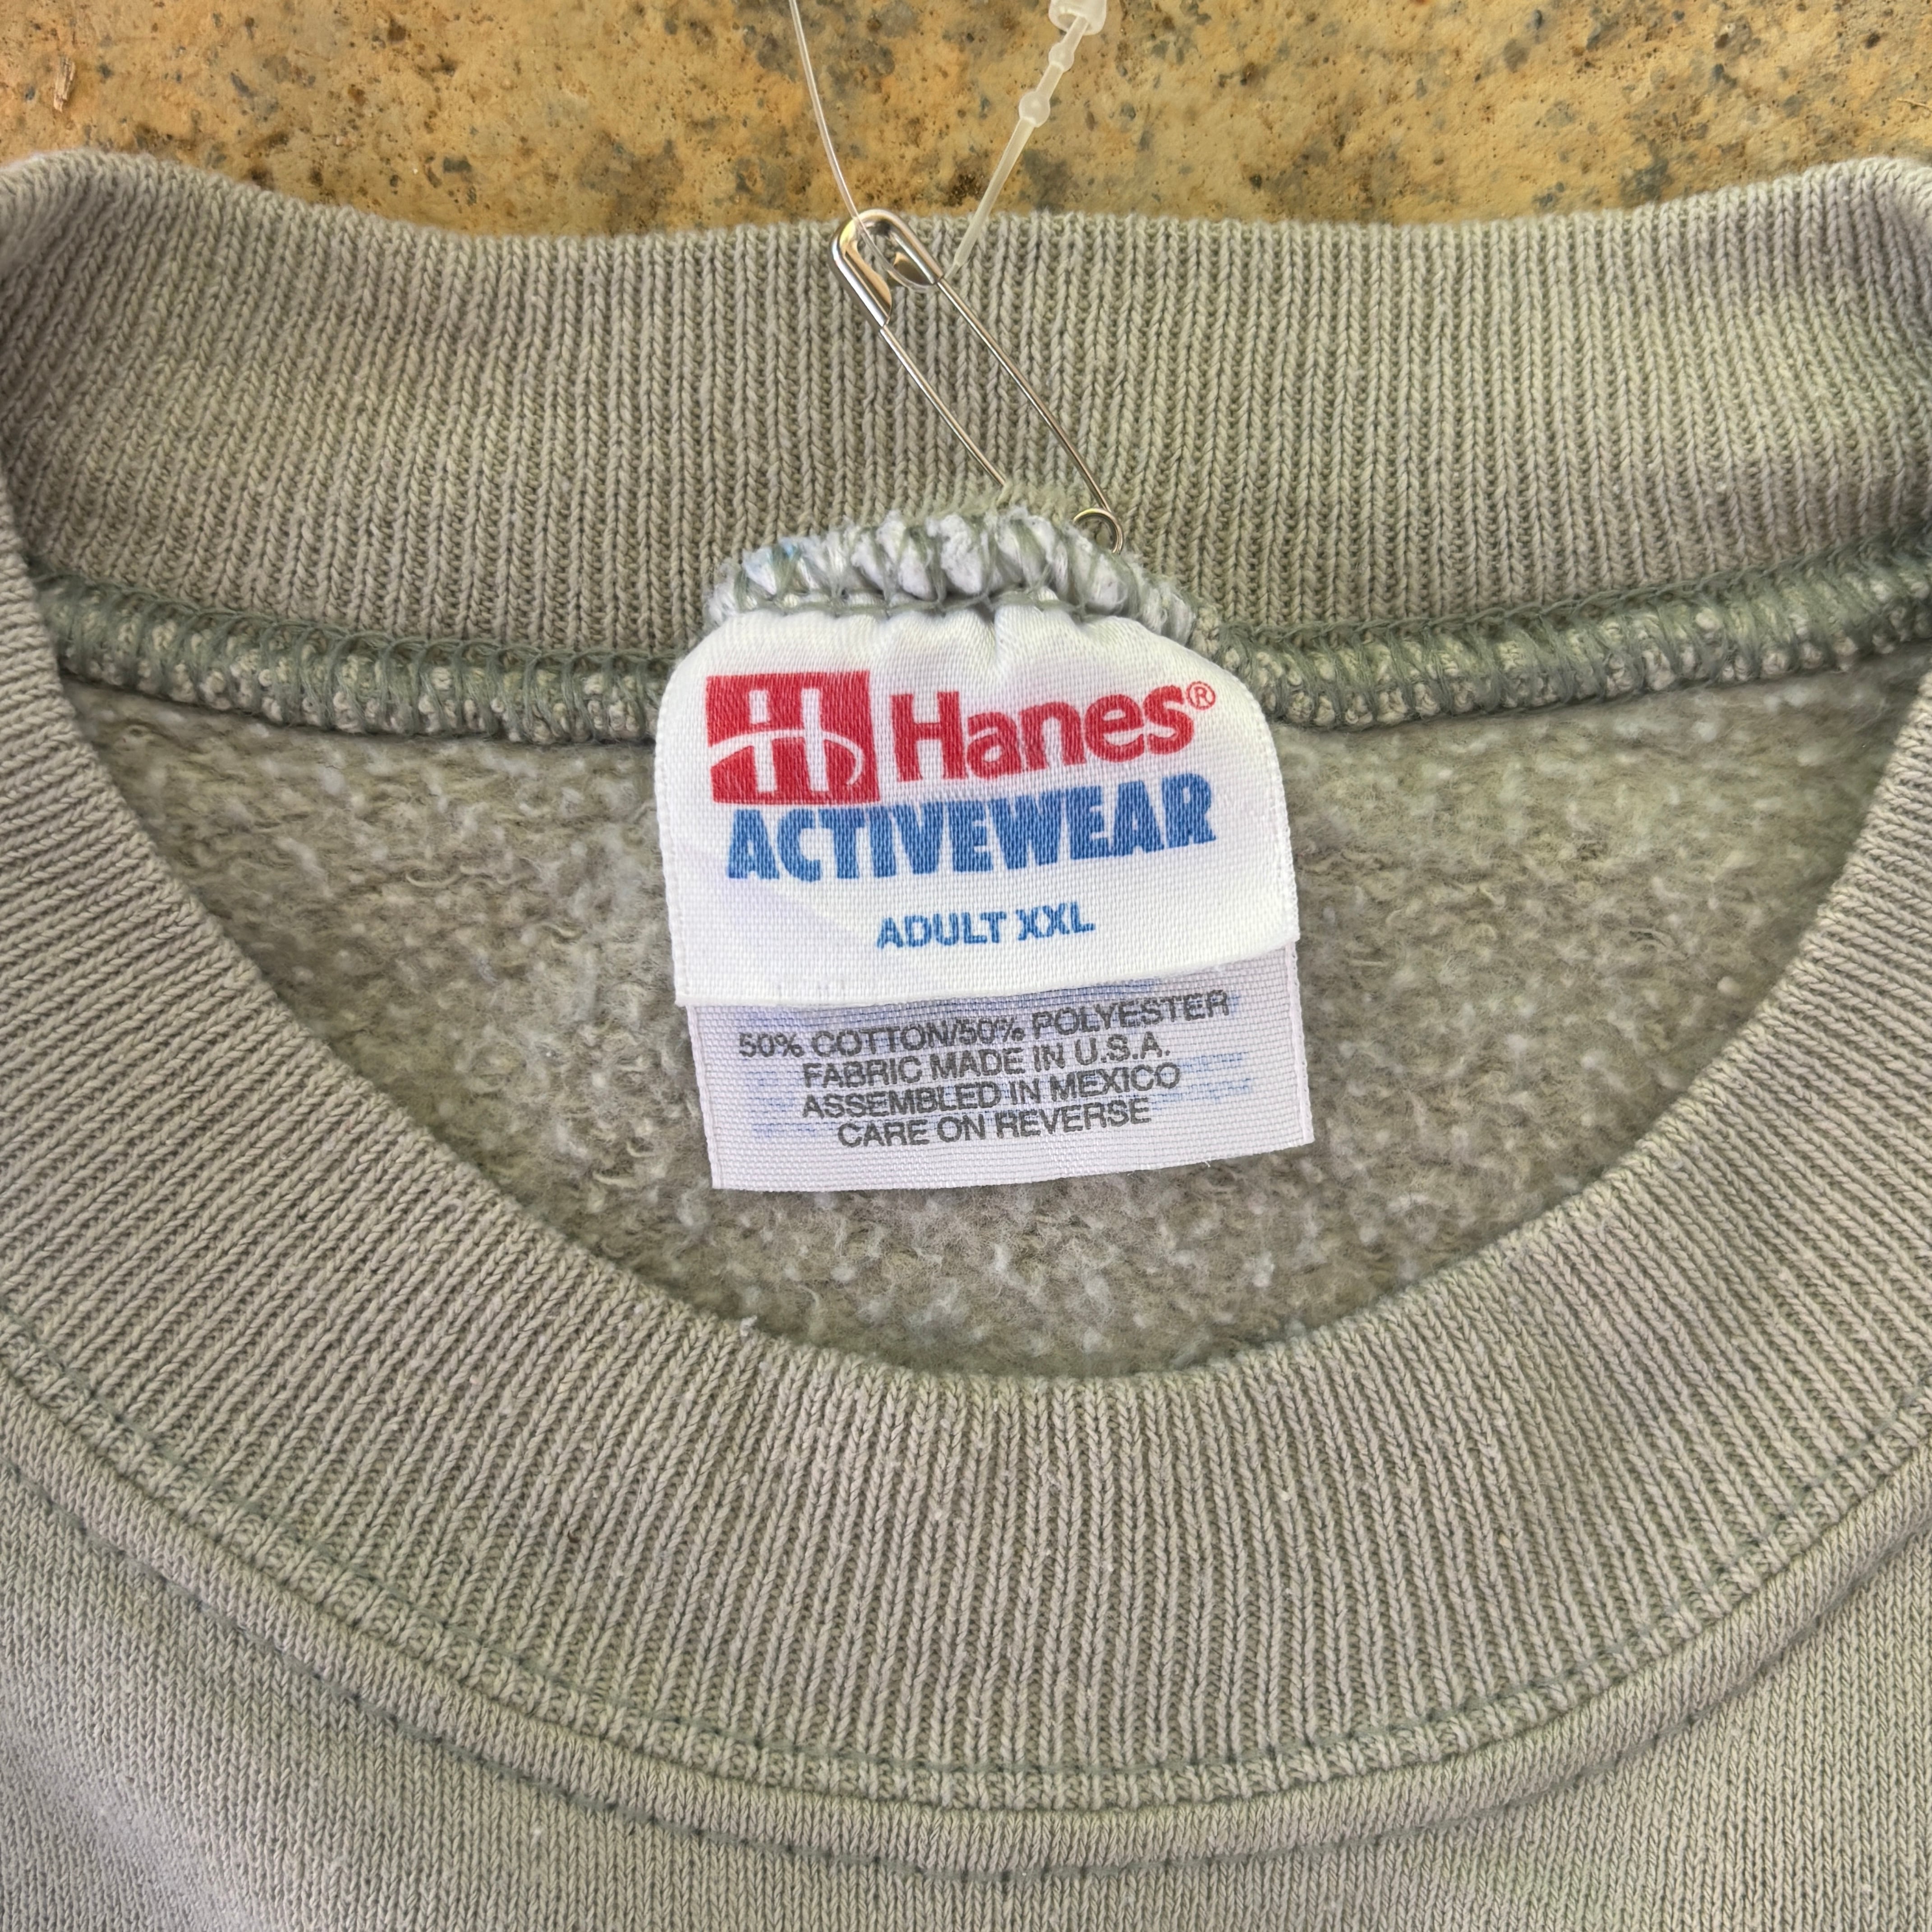 Hanes®
ACTIVEWEAR
ADULT XXL
50% COTTON/50% POLYESTER
FABRIC MADE IN U.S.A.
ASSEMBLED IN MEXICO
CARE ON REVERSE